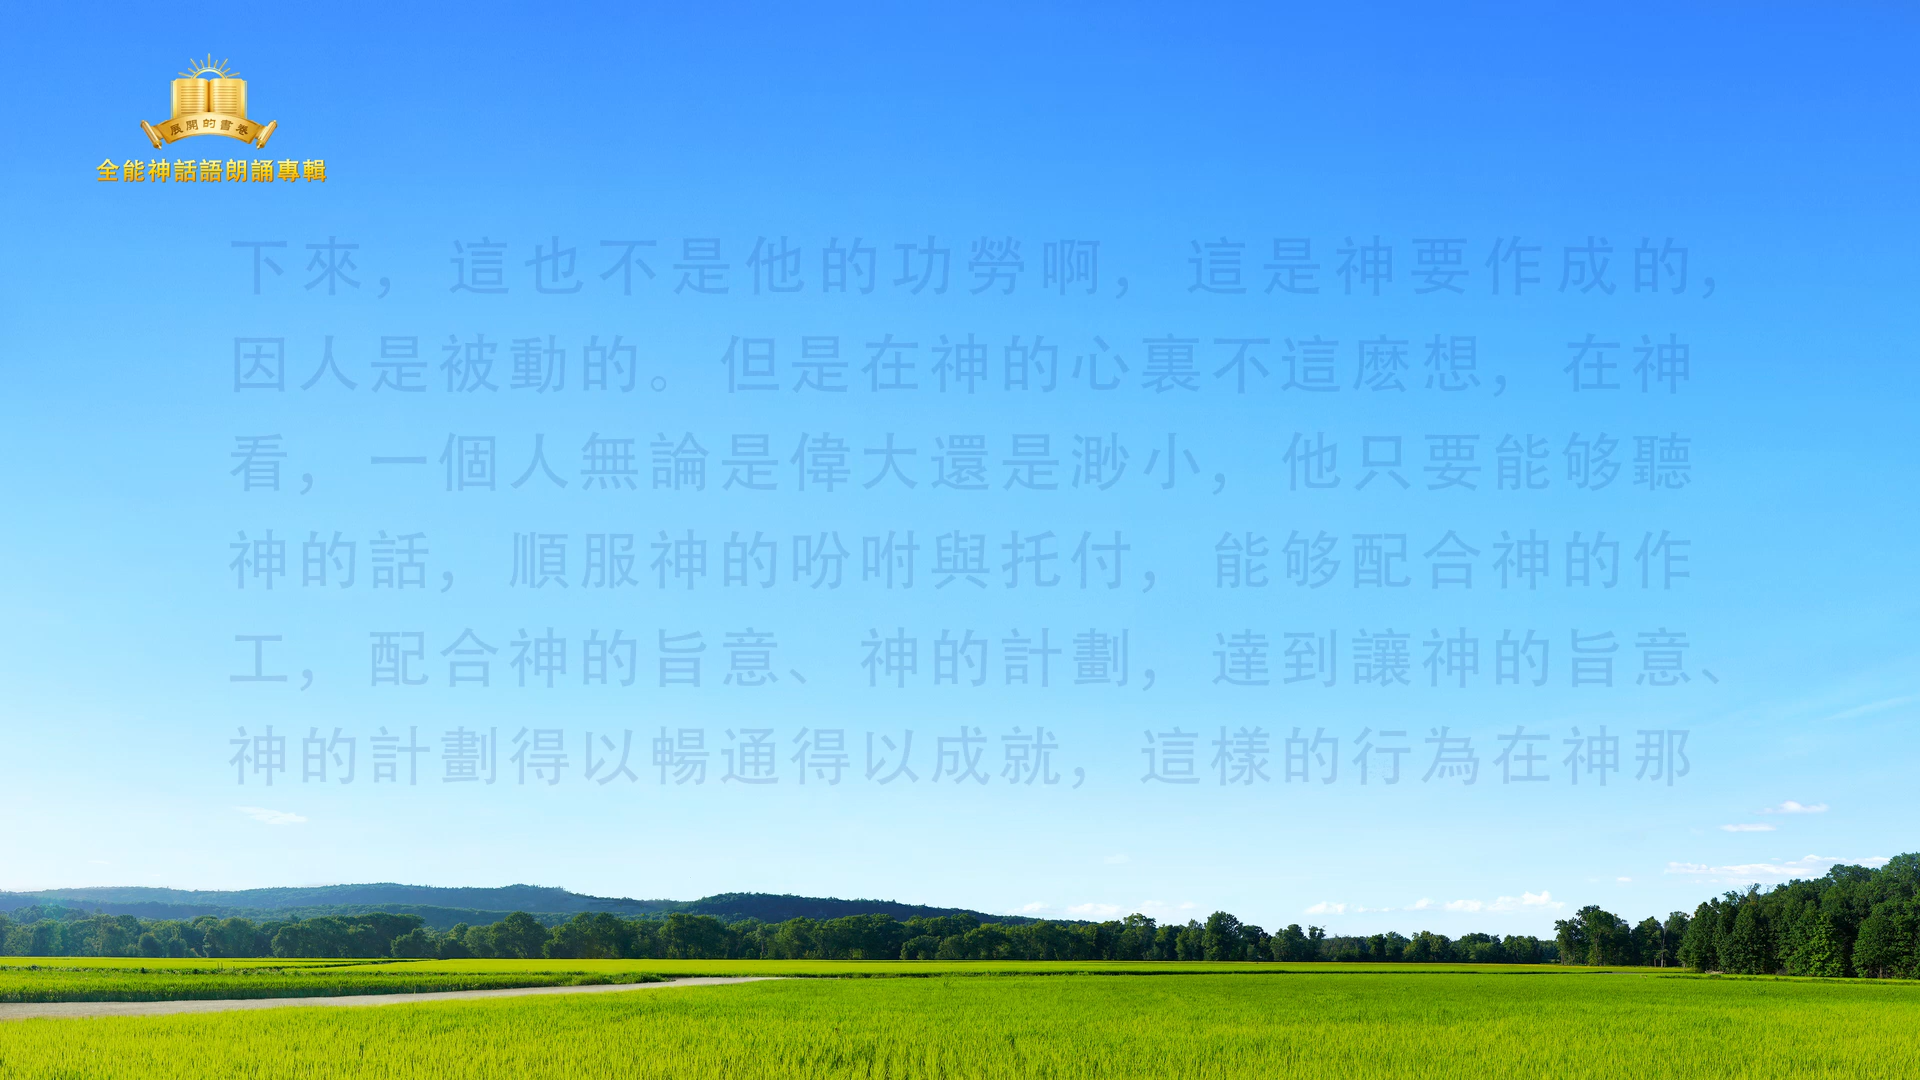 展開的書卷
全能神話語朗誦專輯
下來，這也不是他的功勞啊，這是神要作成的，
因人是被動的。但是在神的心裏不這麽想，在神
看，一個人無論是偉大還是渺小，他只要能够聽
神的話，順服神的吩咐與托付，能够配合神的作
工，配合神的旨意、神的計劃，達到讓神的旨意、
神的計劃得以暢通得以成就，這樣的行為在神那